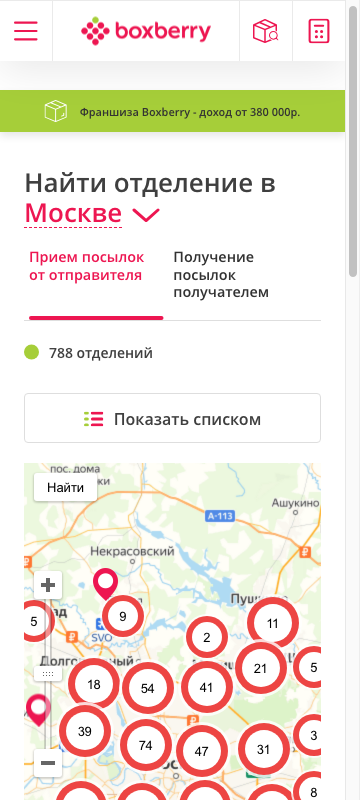 boxberry
Франшиза Boxberry - доход от 380 000р.
Найти отделение в
Москве
Прием посылок
от отправителя
Получение
посылок
получателем
788 отделений
Показать списком
пос. дома
Найти
Ашукино
А-113
Некрасовский
9
5
SVO
11
2
Долгопрудный
21
5
18
54
41
39
74
47
31
3
8